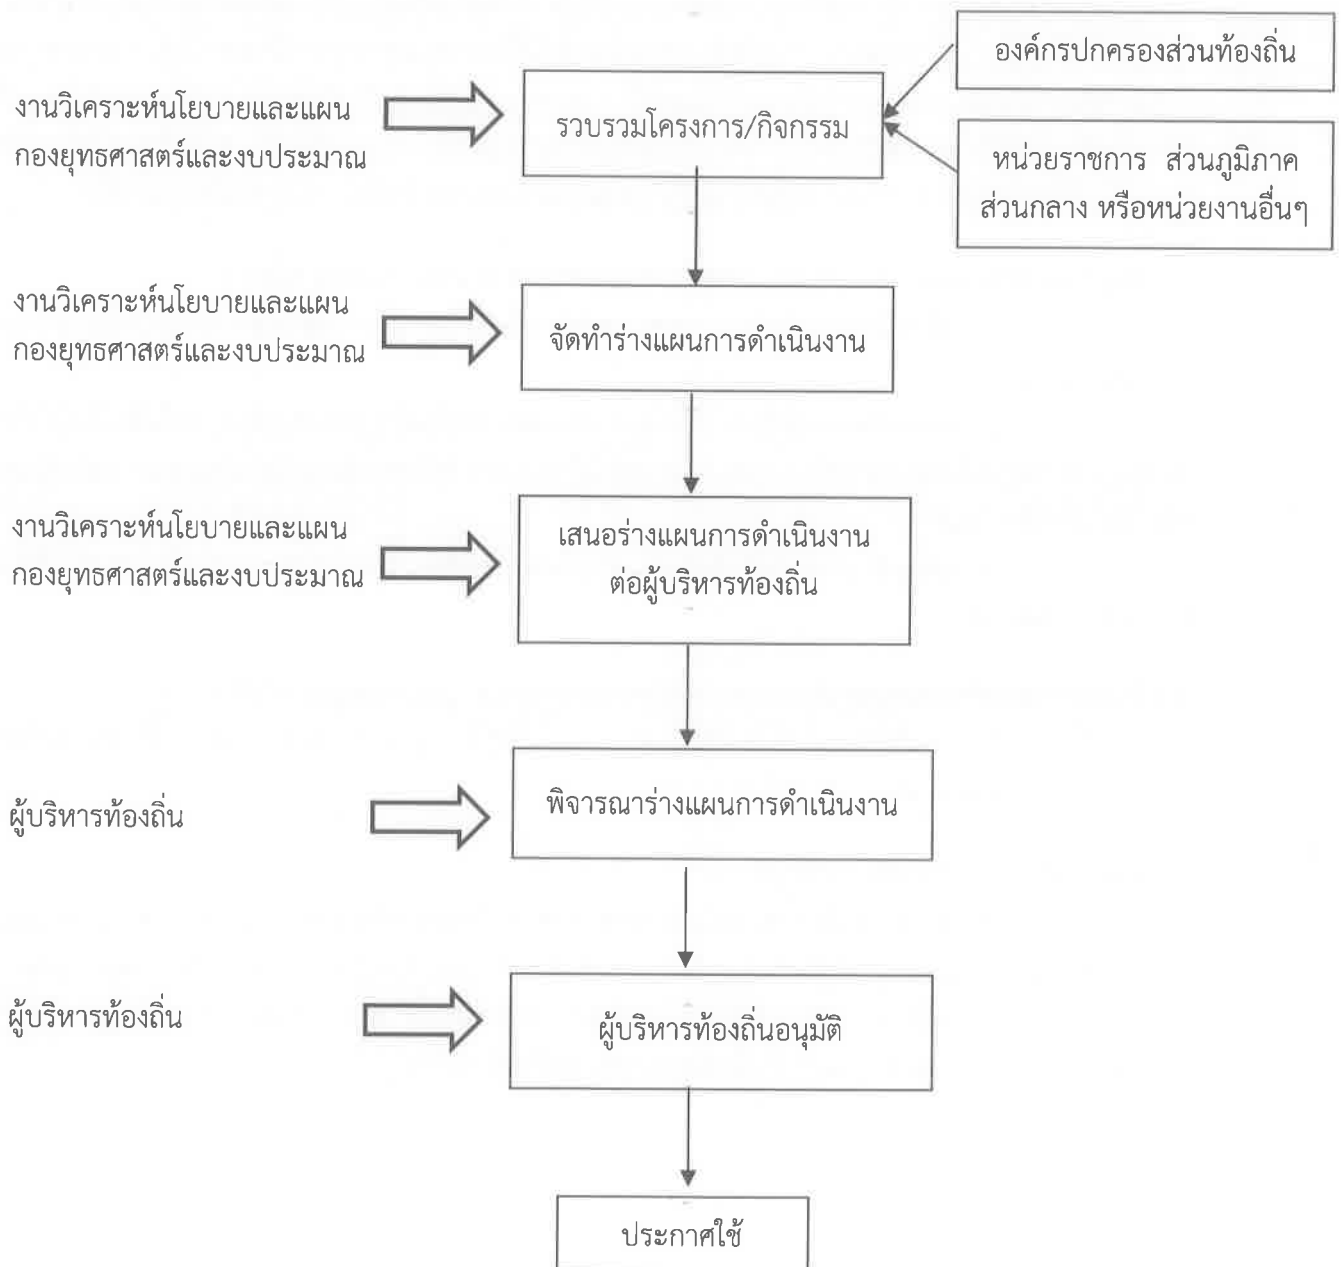 องค์กรปกครองส่วนท้องถิ่น
งานวิเคราะห์นโยบายและแผน
กองยุทธศาสตร์และงบประมาณ
รวบรวมโครงการ/กิจกรรม
หน่วยราชการ ส่วนภูมิภาค
ส่วนกลาง หรือหน่วยงานอื่นๆ
งานวิเคราะห์นโยบายและแผน
กองยุทธศาสตร์และงบประมาณ
จัดทำร่างแผนการดำเนินงาน
งานวิเคราะห์นโยบายและแผน
กองยุทธศาสตร์และงบประมาณ
เสนอร่างแผนการดำเนินงาน
ต่อผู้บริหารท้องถิ่น
ผู้บริหารท้องถิ่น
พิจารณาร่างแผนการดำเนินงาน
ผู้บริหารท้องถิ่น
ผู้บริหารท้องถิ่นอนุมัติ
ประกาศใช้